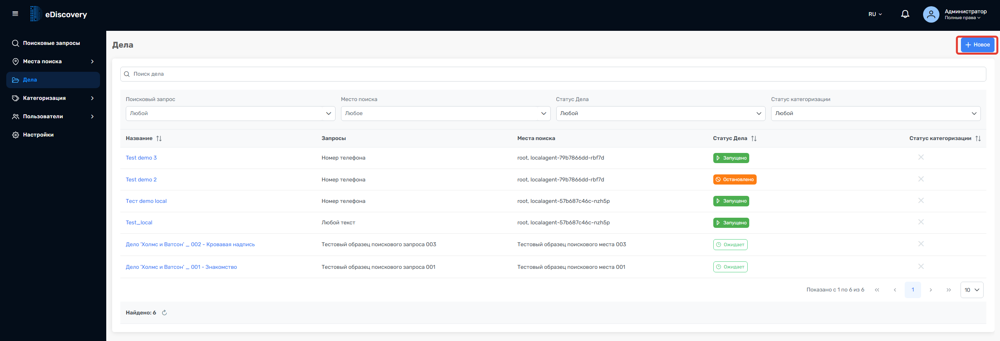 eDiscovery
RU
Администратор
Полные права
Поисковые запросы
Места поиска
Дела
Категоризация
Пользователи
Настройки
Дела
Новое
Поиск дела
Поисковый запрос
Место поиска
Статус Дела
Статус категоризации
Любой
Любое
Любой
Любой
Название
Запросы
Места поиска
Статус Дела
Статус категоризации
Test demo 3
Номер телефона
root, localagent-79b7866dd-rbf7d
Запущено
Test demo 2
Номер телефона
root, localagent-79b7866dd-rbf7d
Остановлено
Тест demo local
Номер телефона
root, localagent-57b687c46c-nzh5p
Запущено
Test_local
Любой текст
root, localagent-57b687c46c-nzh5p
Запущено
Дело 'Холмс и Ватсон' _ 002 - Кровавая надпись
Тестовый образец поискового запроса 003
Тестовый образец поискового места 003
Ожидает
Дело 'Холмс и Ватсон' _ 001 - Знакомство
Тестовый образец поискового запроса 001
Тестовый образец поискового места 001
Ожидает
Показано с 1 по 6 из 6
1
10
Найдено: 6